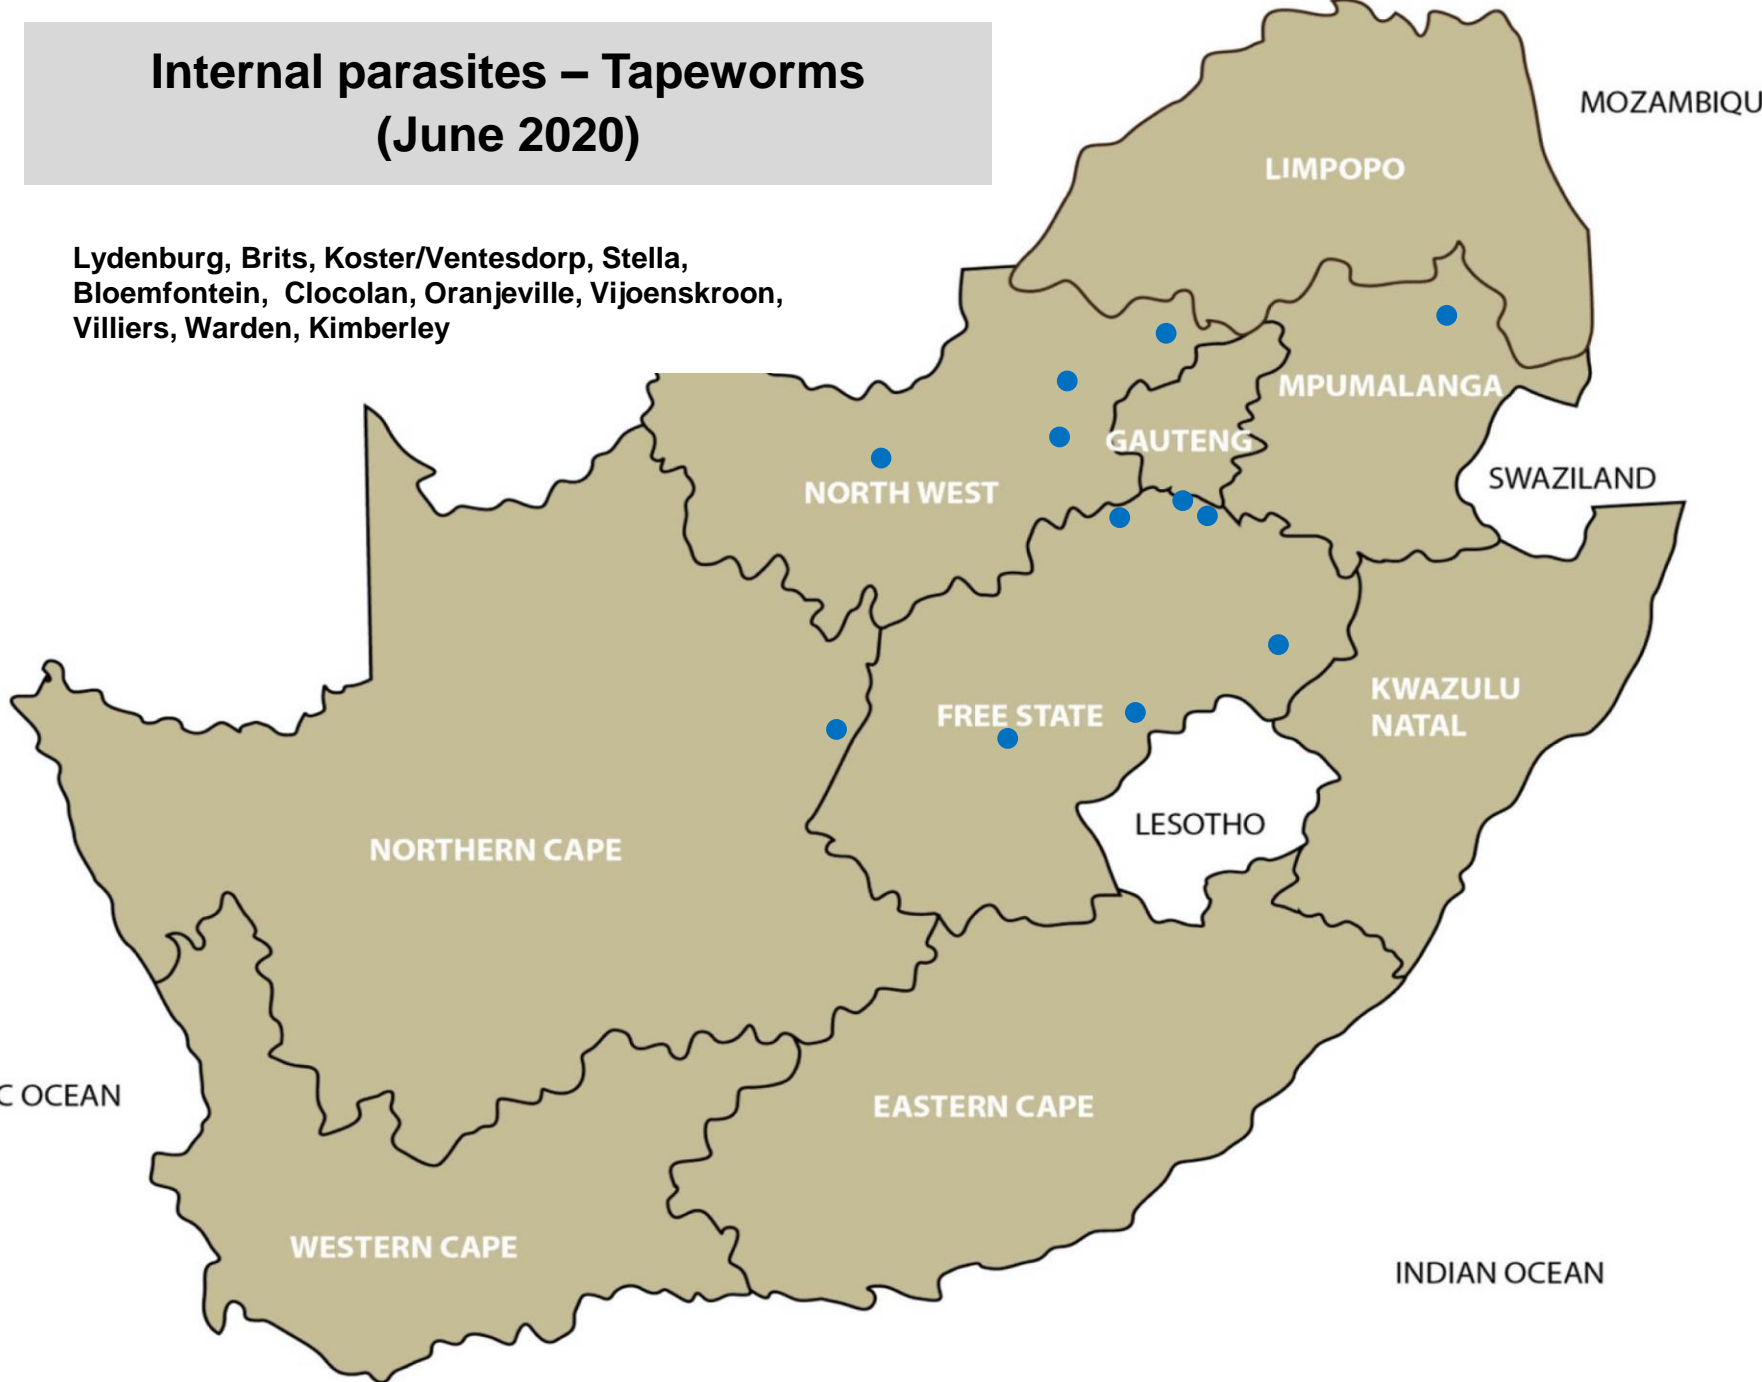 Internal parasites – Tapeworms
(June 2020)
MOZAMBIQU
LIMPOPO
Lydenburg, Brits, Koster/Ventesdorp, Stella,
Bloemfontein, Clocolan, Oranjeville, Vijoenskroon,
Villiers, Warden, Kimberley
MPUMALANGA
GAUTENG
SWAZILAND
NORTH WEST
KWAZULU
NATAL
FREE STATE
LESOTHO
NORTHERN CAPE
C OCEAN
EASTERN CAPE
WESTERN CAPE
INDIAN OCEAN